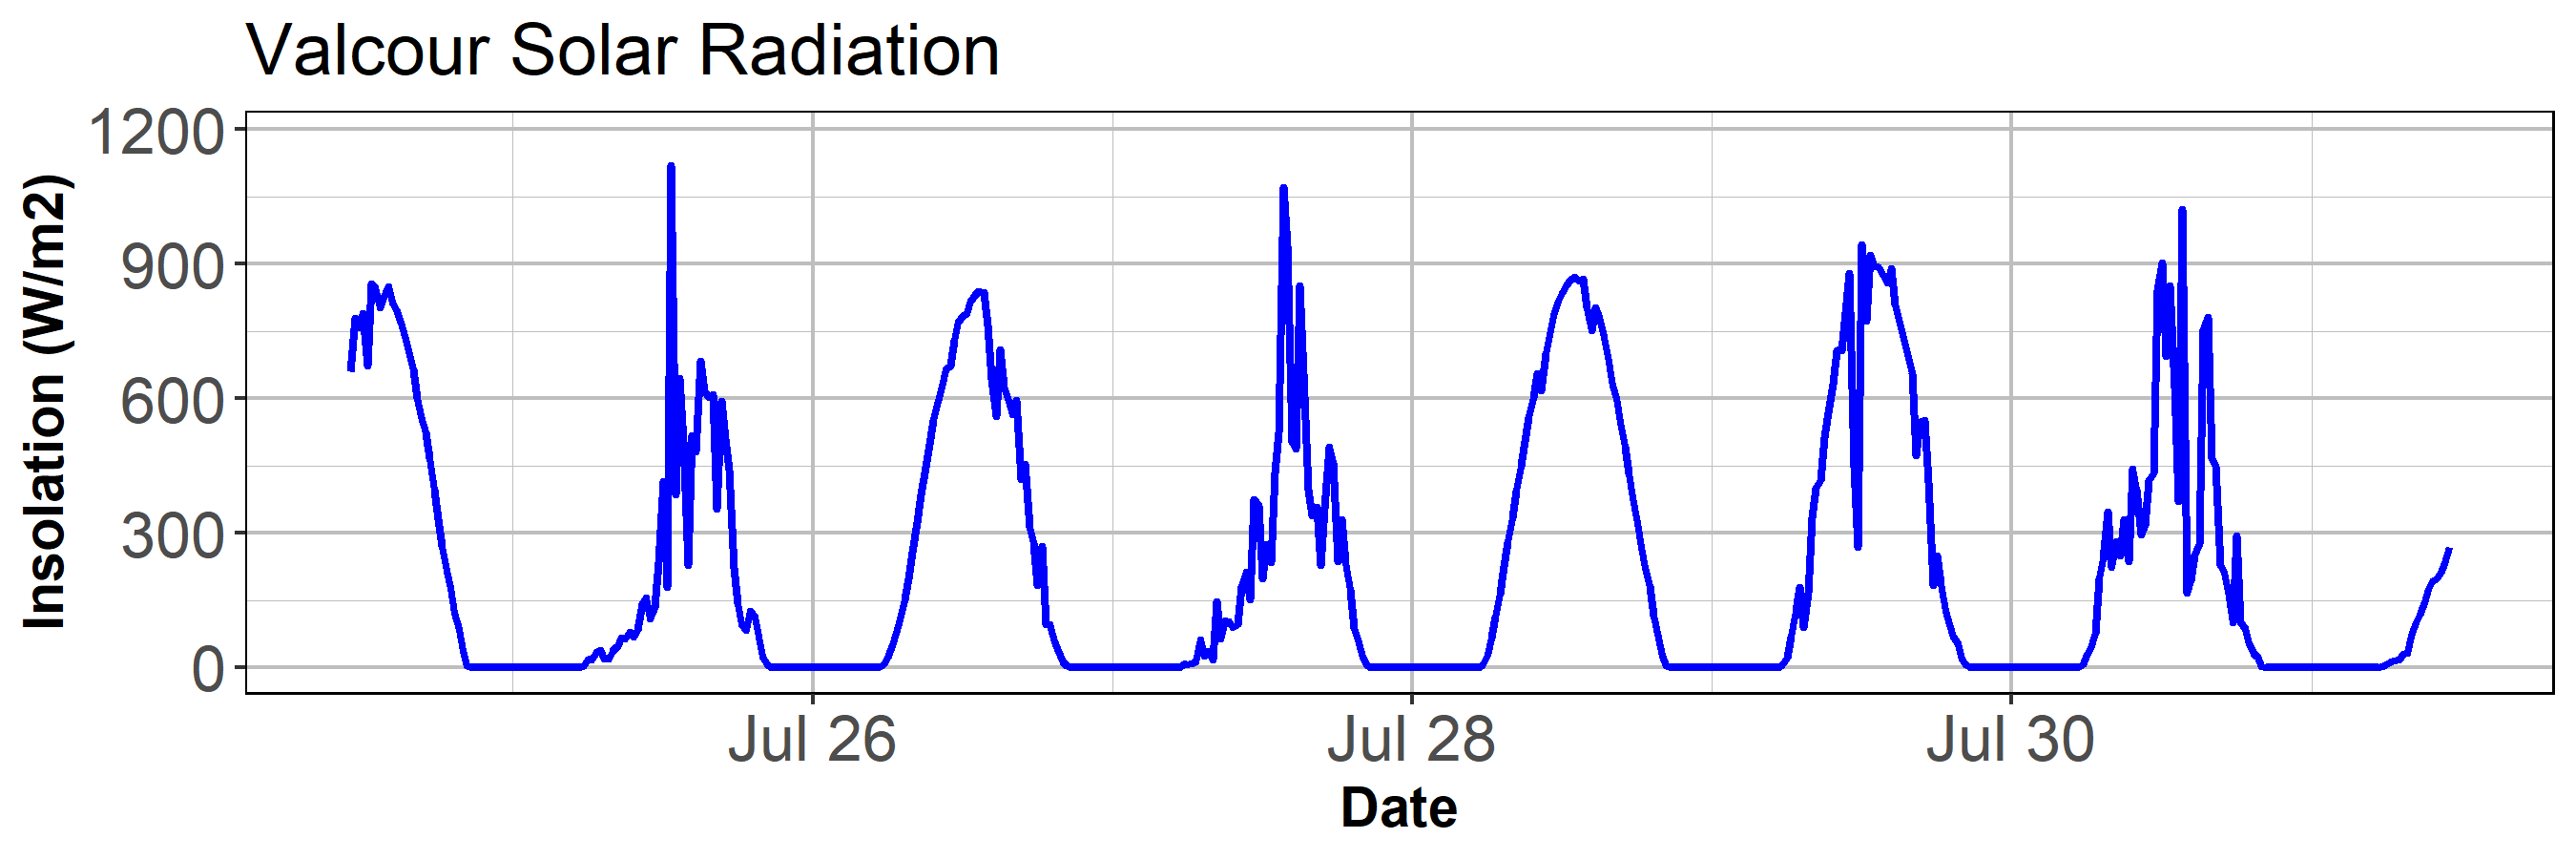 Valcour Solar Radiation
Insolation (W/m2)
1200
900
600
300
0
Jul 26 Jul 28 Jul 30
Date